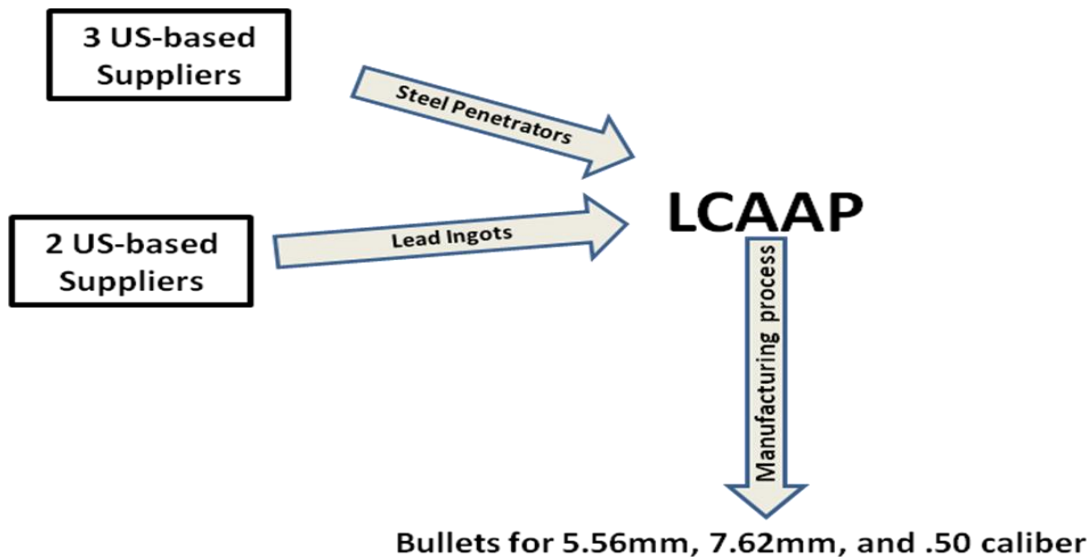 3 US-based
Suppliers
Steel Penetrators
LCAAP
2 US-based
Suppliers
Lead Ingots
Manufacturing process
Bullets for 5.56mm, 7.62mm, and .50 caliber